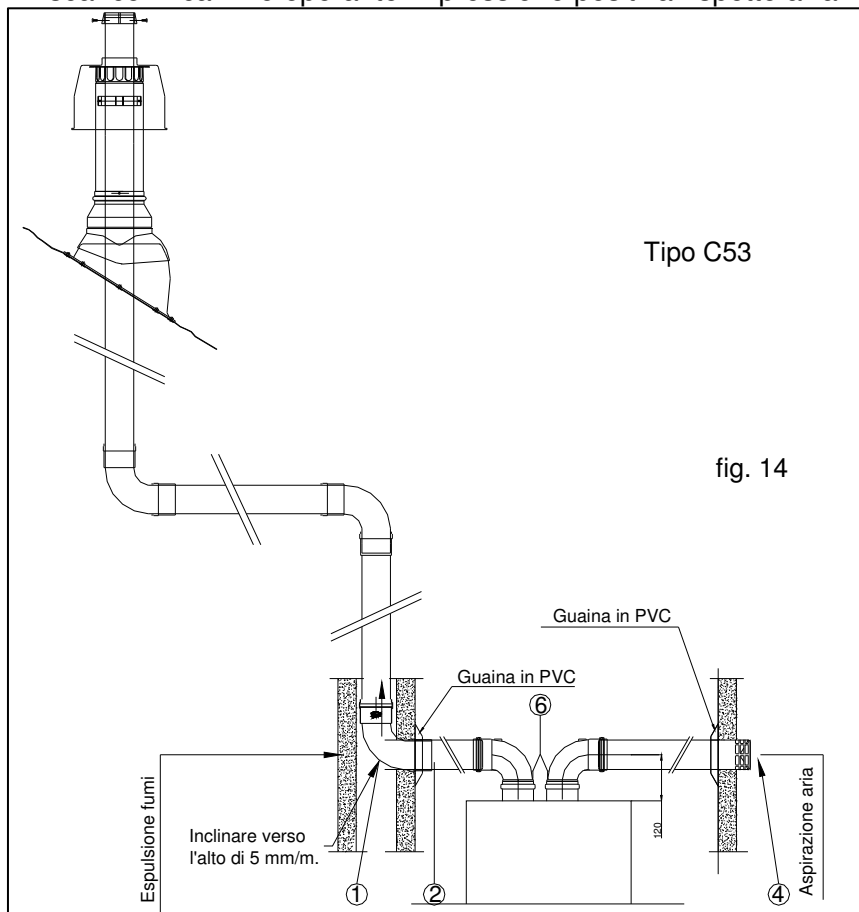 Tipo C53
fig. 14
Guaina in PVC
Guaina in PVC
6
Espulsione fumi
Inclinare verso
l'alto di 5 mm/m.
1
2
120
4
Aspirazione aria